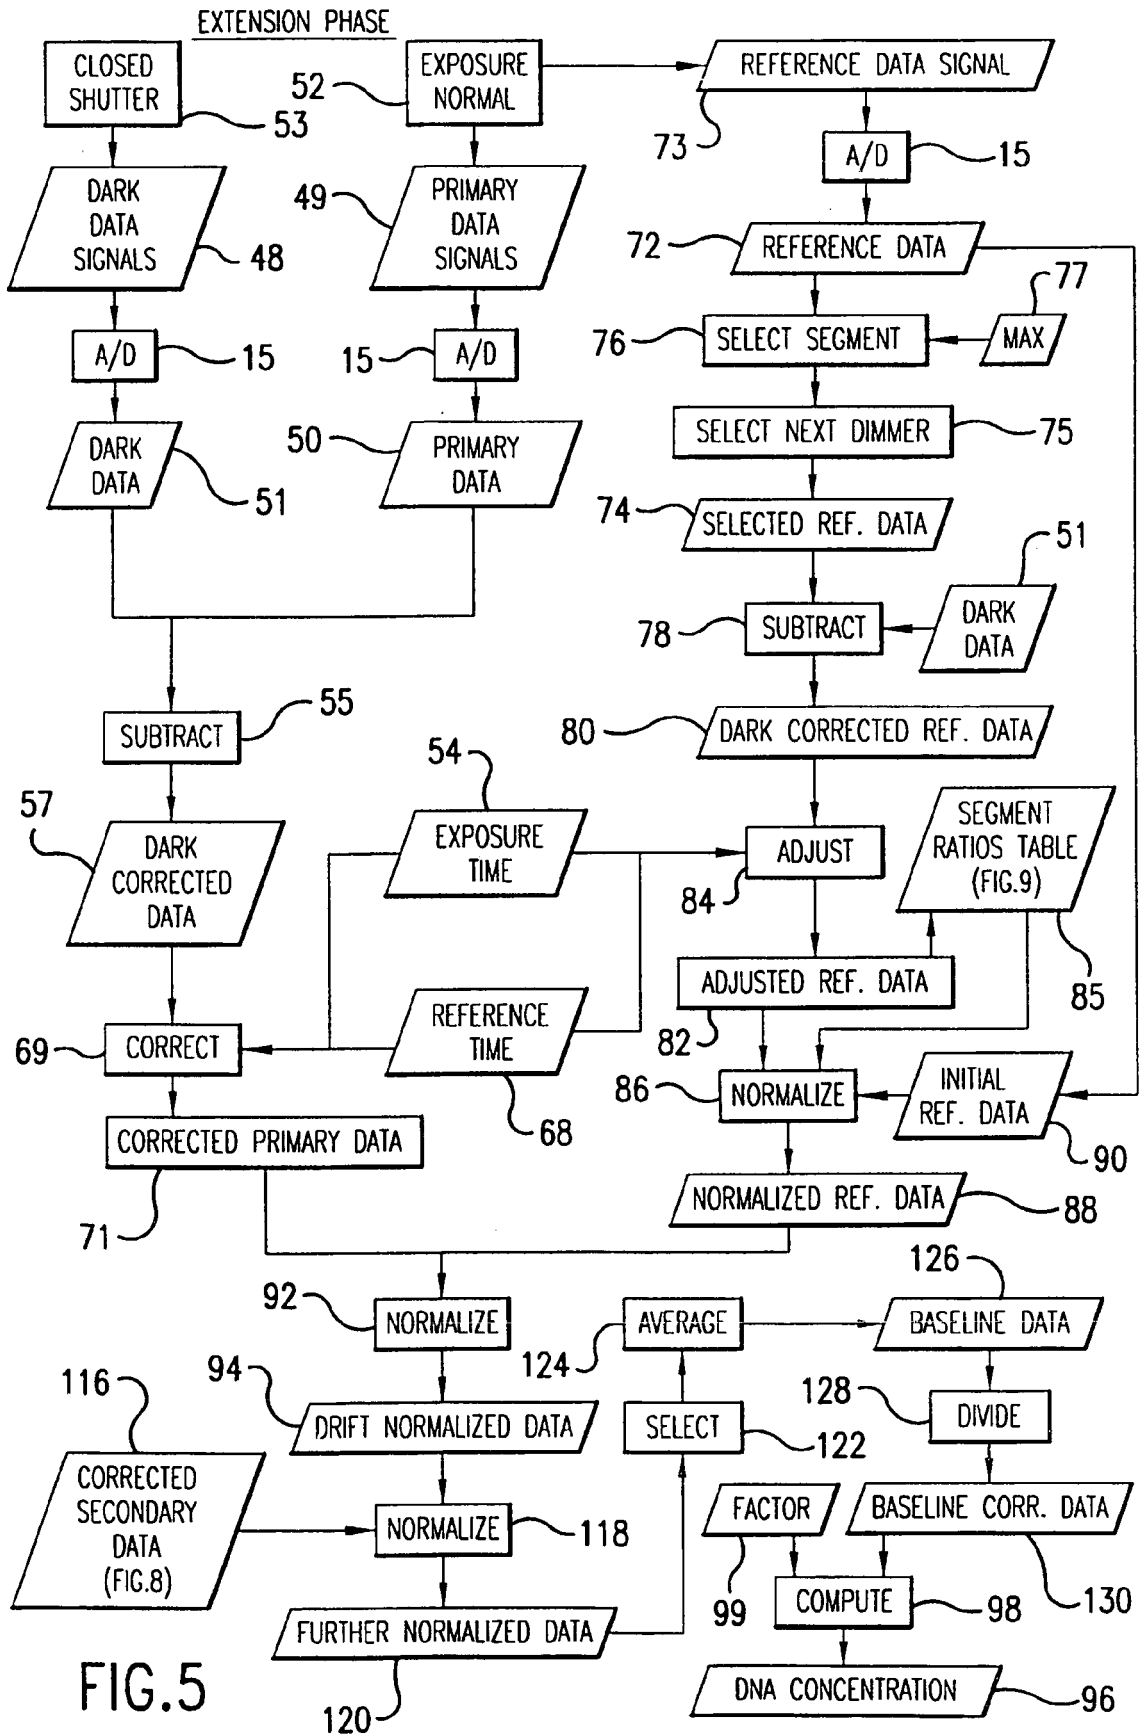 EXTENSION PHASE
CLOSED
SHUTTER
53
52
EXPOSURE
NORMAL
REFERENCE DATA SIGNAL
73
A/D
15
DARK
DATA
SIGNALS
48
49
PRIMARY
DATA
SIGNALS
72
REFERENCE DATA
77
MAX
76
SELECT SEGMENT
A/D
15
15
A/D
SELECT NEXT DIMMER
75
DARK
DATA
51
50
PRIMARY
DATA
74
SELECTED REF. DATA
51
DARK
DATA
78
SUBTRACT
SUBTRACT
55
80
DARK CORRECTED REF. DATA
54
EXPOSURE
TIME
57
DARK
CORRECTED
DATA
ADJUST
84
SEGMENT
RATIOS TABLE
(FIG.9)
85
ADJUSTED REF. DATA
82
69
CORRECT
REFERENCE
TIME
68
86
NORMALIZE
INITIAL
REF. DATA
90
CORRECTED PRIMARY DATA
71
NORMALIZED REF. DATA
88
92
NORMALIZE
AVERAGE
124
126
BASELINE DATA
94
DRIFT NORMALIZED DATA
SELECT
122
128
DIVIDE
116
CORRECTED
SECONDARY
DATA
(FIG.8)
NORMALIZE
118
FACTOR
99
BASELINE CORR. DATA
130
COMPUTE
98
FURTHER NORMALIZED DATA
120
DNA CONCENTRATION
96
FIG.5